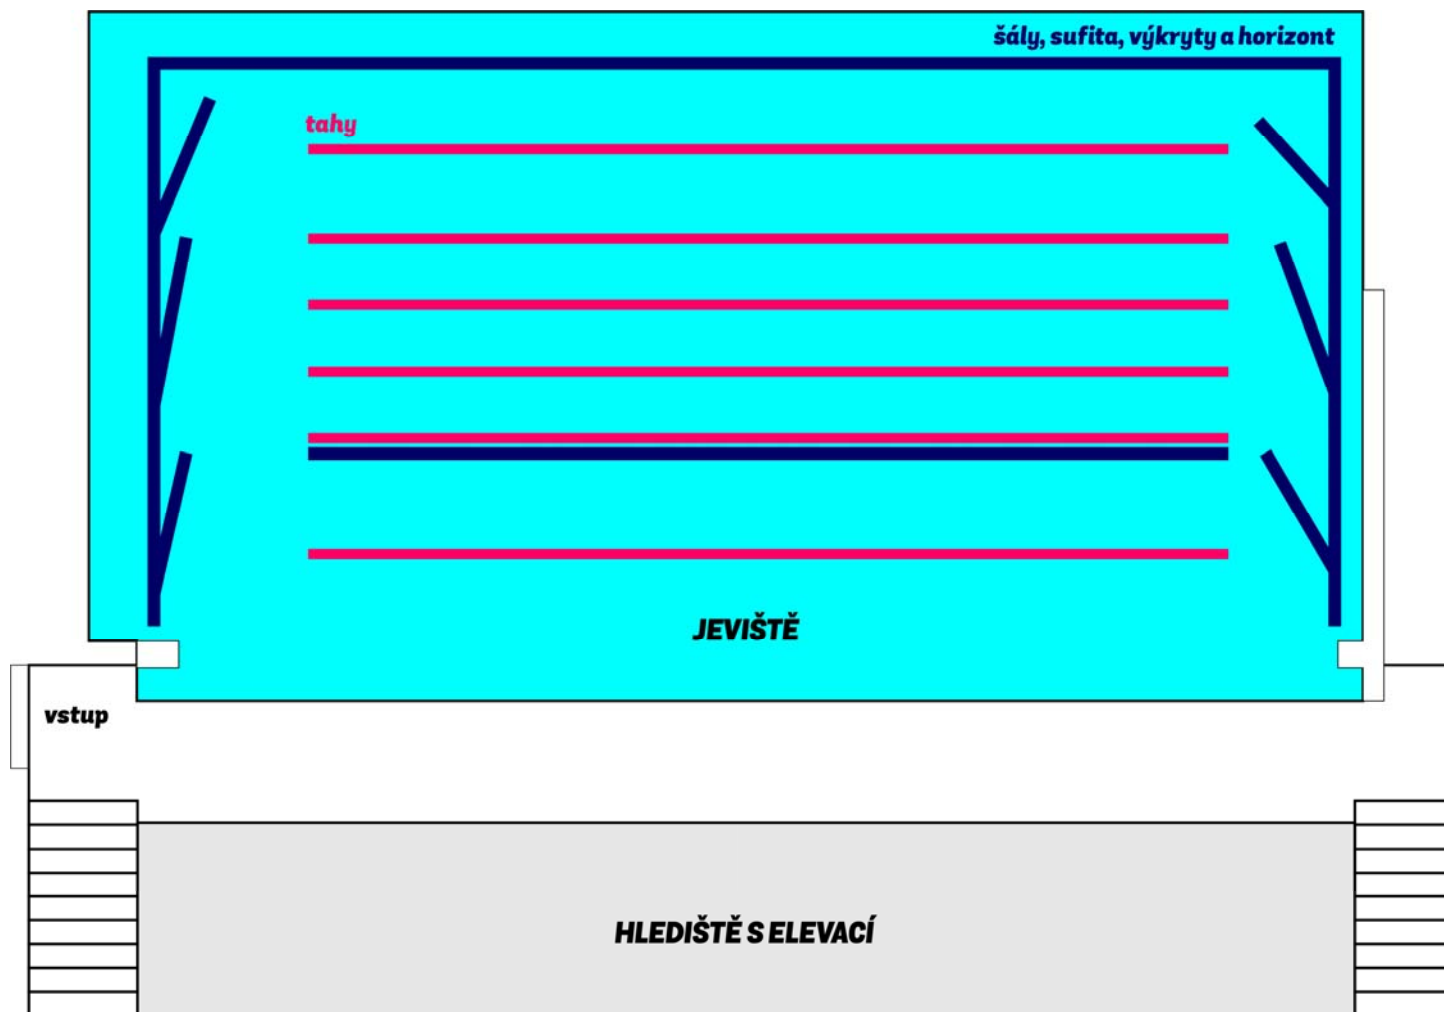 šály, sufita, výkryty a horizont
tahy
JEVIŠTĚ
vstup
HLEDIŠTĚ S ELEVACÍ